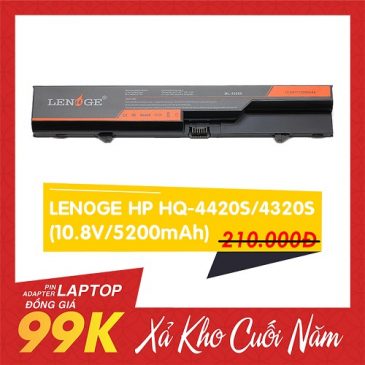 LENOGE
LENOGE HP HQ-4420S/4320S
(10.8V/5200mAh) 210.000Đ
PIN
ADAPTER LAPTOP
ĐỒNG GIÁ
99K
Xả Kho Cuối Năm